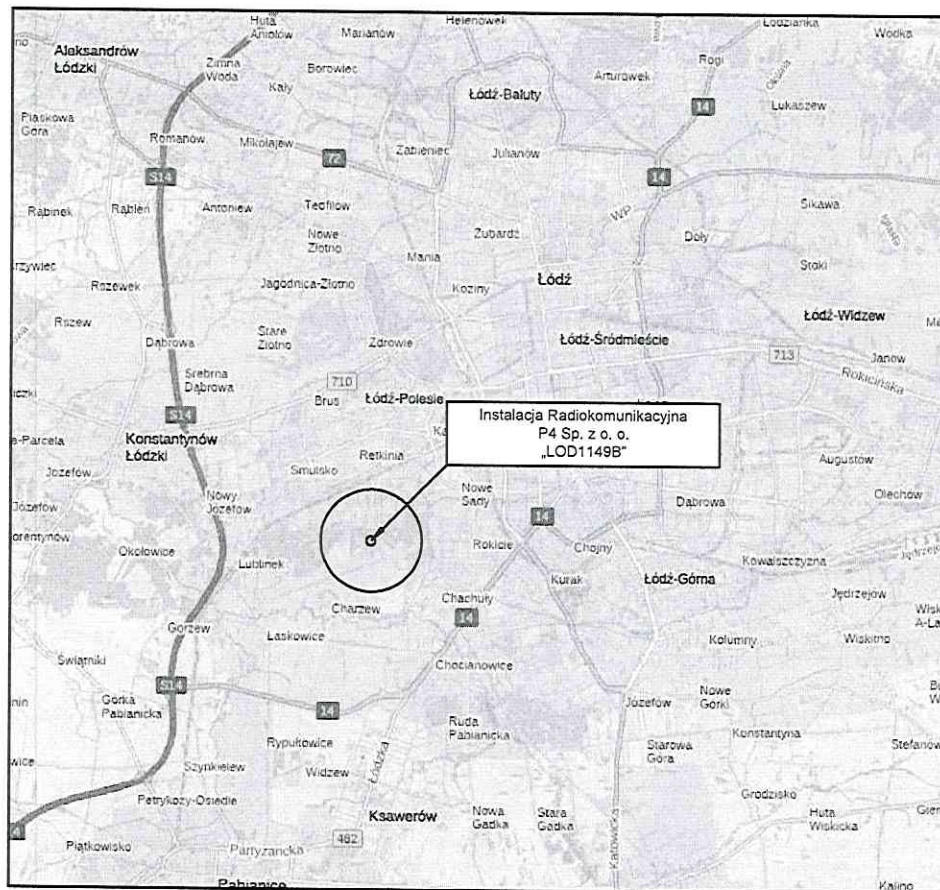 Huta
Aniołów
Marianów
Helenówek
Łodzianka
Wódka
Aleksandrów
Łódzki
Zimna
Woda
Borowiec
Kały
Arturówek
Rogi
Łódź-Bałuty
14
Łukaszew
Piaskowa
Góra
Romanów
Mikołajew
72
Żabieniec
Julianów
S14
14
Rąbinek
Rąbień
Antoniew
Teofilów
WP
Sikawa
Nowe
Złotno
Żubardź
Doły
Mania
Stoki
Łódź
Rszewek
Jagodnica-Złotno
Koziny
Rszew
Stare
Złotno
Łódź-Widzew
Dąbrowa
Zdrowie
Łódź-Śródmieście
713
Janów
Srebrna
Dąbrowa
710
Rokicińska
Brus
Łódź-Polesie
S14
Instalacja Radiokomunikacyjna
P4 Sp. z o. o.
„LOD1149B”
Konstantynów
Łódzki
Retkinia
Smulsko
Augustów
Józefów
Nowy
Józefów
Nowe
Sady
Dąbrowa
Olechów
14
Okołowice
Lublinek
Rokicie
Chojny
Kowalszczyzna
Kurak
Łódź-Górna
Jędrzejów
Charzew
Chachuły
14
Gorzew
Łaskowice
Kolumny
Wiskitno
Chocianowice
Świątniki
S14
Górka
Pabianicka
14
Józefów
Nowe
Górki
Ruda
Pabianicka
Konstantyna
Rypułtowice
Starowa
Góra
Szynkielew
Widzew
Łódzka
Petrykozy-Osiedle
Grodzisko
Ksawerów
Nowa
Gadka
Stara
Gadka
Huta
Wiskicka
482
Katowicka
Piątkowisko
Partyzancka
Pabianice
Kalino